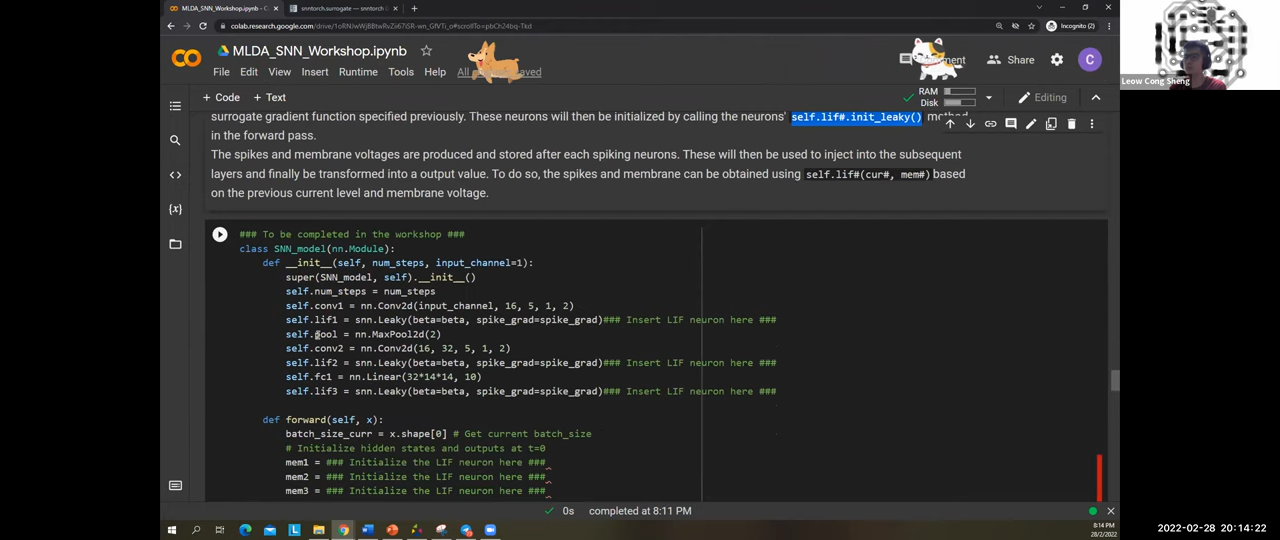 MLDA_SNN_Workshop.ipynb
snntorch.surrogate — snntorch
colab.research.google.com
Incognito (2)
MLDA_SNN_Workshop.ipynb
Share
C
File Edit View Insert Runtime Tools Help
+ Code + Text
RAM
Disk
Editing
surrogate gradient function specified previously. These neurons will then be initialized by calling the neurons' self.lif#.init_leaky() method
in the forward pass.
The spikes and membrane voltages are produced and stored after each spiking neurons. These will then be used to inject into the subsequent
layers and finally be transformed into a output value. To do so, the spikes and membrane can be obtained using self.lif#(cur#, mem#) based
on the previous current level and membrane voltage.
### To be completed in the workshop ###
class SNN_model(nn.Module):
def __init__(self, num_steps, input_channel=1):
super(SNN_model, self).__init__()
self.num_steps = num_steps
self.conv1 = nn.Conv2d(input_channel, 16, 5, 1, 2)
self.lif1 = snn.Leaky(beta=beta, spike_grad=spike_grad)### Insert LIF neuron here ###
self.pool = nn.MaxPool2d(2)
self.conv2 = nn.Conv2d(16, 32, 5, 1, 2)
self.lif2 = snn.Leaky(beta=beta, spike_grad=spike_grad)### Insert LIF neuron here ###
self.fc1 = nn.Linear(32*14*14, 10)
self.lif3 = snn.Leaky(beta=beta, spike_grad=spike_grad)### Insert LIF neuron here ###
def forward(self, x):
batch_size_curr = x.shape[0] # Get current batch_size
# Initialize hidden states and outputs at t=0
mem1 = ### Initialize the LIF neuron here ###
mem2 = ### Initialize the LIF neuron here ###
mem3 = ### Initialize the LIF neuron here ###
0s completed at 8:11 PM
8:14 PM
28/2/2022
Leow Cong Sheng
2022-02-28 20:14:22